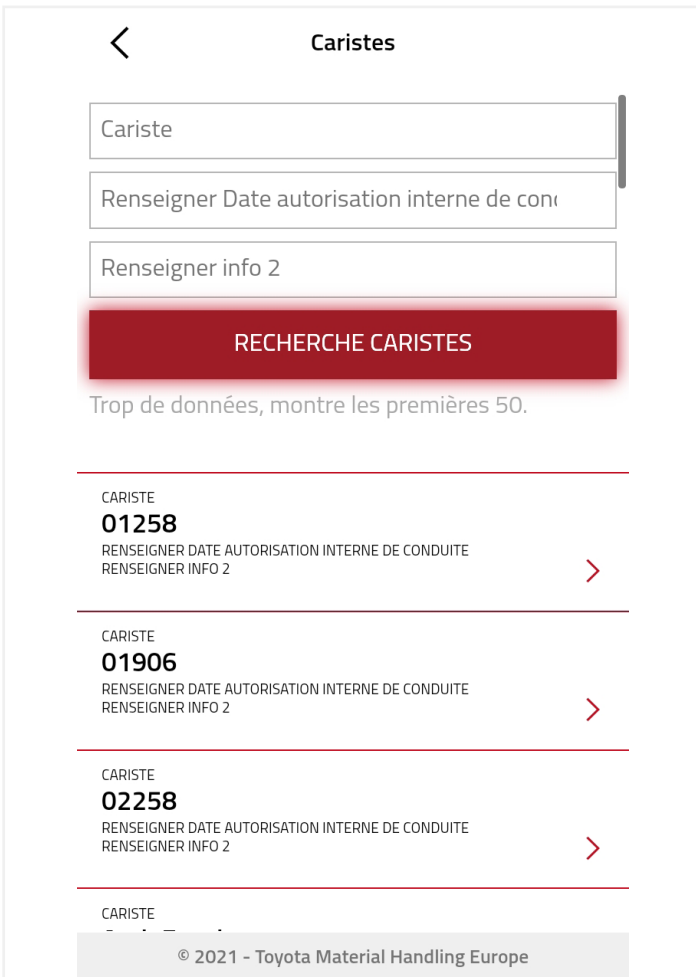 Caristes
Cariste
Renseigner Date autorisation interne de
Renseigner info 2
RECHERCHE CARISTES
Trop de données, montre les premières 50.
CARISTE
01258
RENSEIGNER DATE AUTORISATION INTERNE DE CONDUITE
RENSEIGNER INFO 2
CARISTE
01906
RENSEIGNER DATE AUTORISATION INTERNE DE CONDUITE
RENSEIGNER INFO 2
CARISTE
02258
RENSEIGNER DATE AUTORISATION INTERNE DE CONDUITE
RENSEIGNER INFO 2
CARISTE
© 2021 - Toyota Material Handling Europe